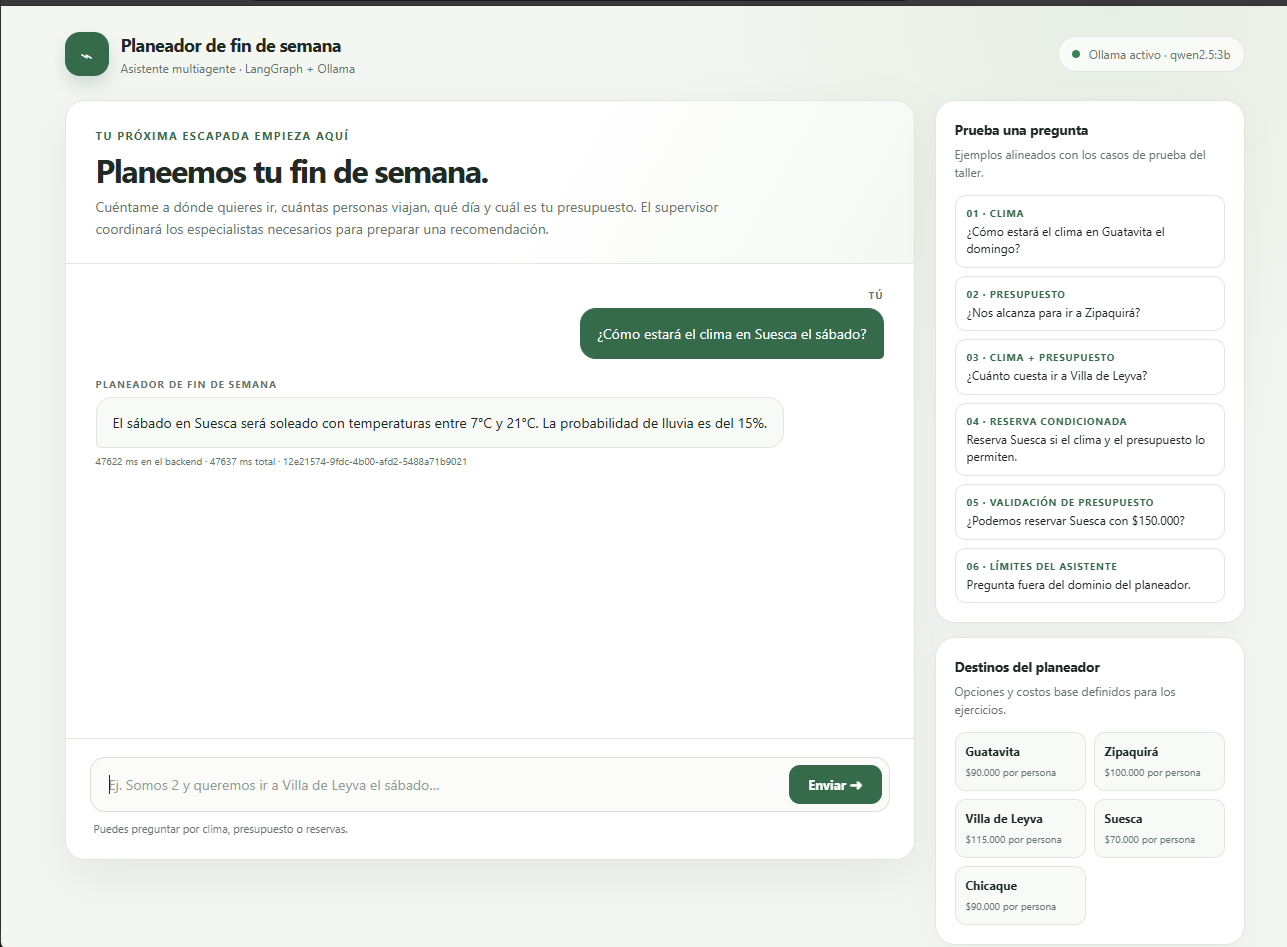 Planeador de fin de semana
Asistente multiagente · LangGraph + Ollama
Ollama activo · qwen2.5:3b
TU PRÓXIMA ESCAPADA EMPIEZA AQUÍ
Planeemos tu fin de semana.
Cuéntame a dónde quieres ir, cuántas personas viajan, qué día y cuál es tu presupuesto. El supervisor
coordinará los especialistas necesarios para preparar una recomendación.
TÚ
¿Cómo estará el clima en Suesca el sábado?
PLANEADOR DE FIN DE SEMANA
El sábado en Suesca será soleado con temperaturas entre 7°C y 21°C. La probabilidad de lluvia es del 15%.
47622 ms en el backend · 47637 ms total · 12e21574-9fdc-4b00-afd2-5488a71b9021
Ej. Somos 2 y queremos ir a Villa de Leyva el sábado...
Enviar ➜
Puedes preguntar por clima, presupuesto o reservas.
Prueba una pregunta
Ejemplos alineados con los casos de prueba del
taller.
01 · CLIMA
¿Cómo estará el clima en Guatavita el
domingo?
02 · PRESUPUESTO
¿Nos alcanza para ir a Zipaquirá?
03 · CLIMA + PRESUPUESTO
¿Cuánto cuesta ir a Villa de Leyva?
04 · RESERVA CONDICIONADA
Reserva Suesca si el clima y el presupuesto lo
permiten.
05 · VALIDACIÓN DE PRESUPUESTO
¿Podemos reservar Suesca con $150.000?
06 · LÍMITES DEL ASISTENTE
Pregunta fuera del dominio del planeador.
Destinos del planeador
Opciones y costos base definidos para los
ejercicios.
Guatavita
$90.000 por persona
Zipaquirá
$100.000 por persona
Villa de Leyva
$115.000 por persona
Suesca
$70.000 por persona
Chicaque
$90.000 por persona